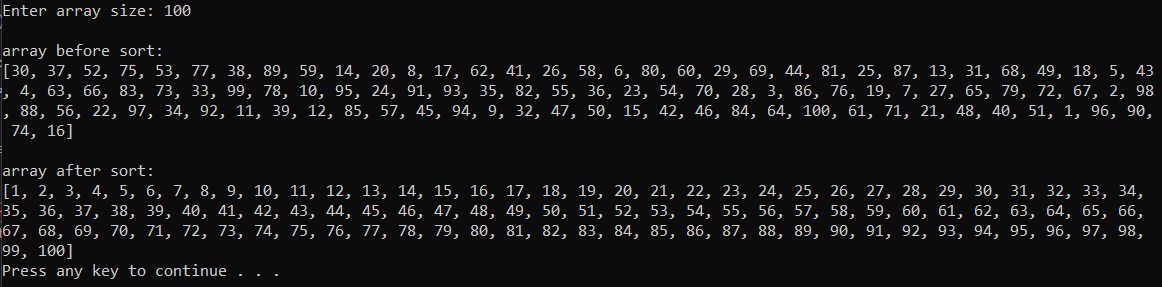 Enter array size: 100
array before sort:
[30, 37, 52, 75, 53, 77, 38, 89, 59, 14, 20, 8, 17, 62, 41, 26, 58, 6, 80, 60, 29, 69, 44, 81, 25, 87, 13, 31, 68, 49, 18, 5, 43
, 4, 63, 66, 83, 73, 33, 99, 78, 10, 95, 24, 91, 93, 35, 82, 55, 36, 23, 54, 70, 28, 3, 86, 76, 19, 7, 27, 65, 79, 72, 67, 2, 98
, 88, 56, 22, 97, 34, 92, 11, 39, 12, 85, 57, 45, 94, 9, 32, 47, 50, 15, 42, 46, 84, 64, 100, 61, 71, 21, 48, 40, 51, 1, 96, 90,
74, 16]
array after sort:
[1, 2, 3, 4, 5, 6, 7, 8, 9, 10, 11, 12, 13, 14, 15, 16, 17, 18, 19, 20, 21, 22, 23, 24, 25, 26, 27, 28, 29, 30, 31, 32, 33, 34,
35, 36, 37, 38, 39, 40, 41, 42, 43, 44, 45, 46, 47, 48, 49, 50, 51, 52, 53, 54, 55, 56, 57, 58, 59, 60, 61, 62, 63, 64, 65, 66,
67, 68, 69, 70, 71, 72, 73, 74, 75, 76, 77, 78, 79, 80, 81, 82, 83, 84, 85, 86, 87, 88, 89, 90, 91, 92, 93, 94, 95, 96, 97, 98,
99, 100]
Press any key to continue . . .